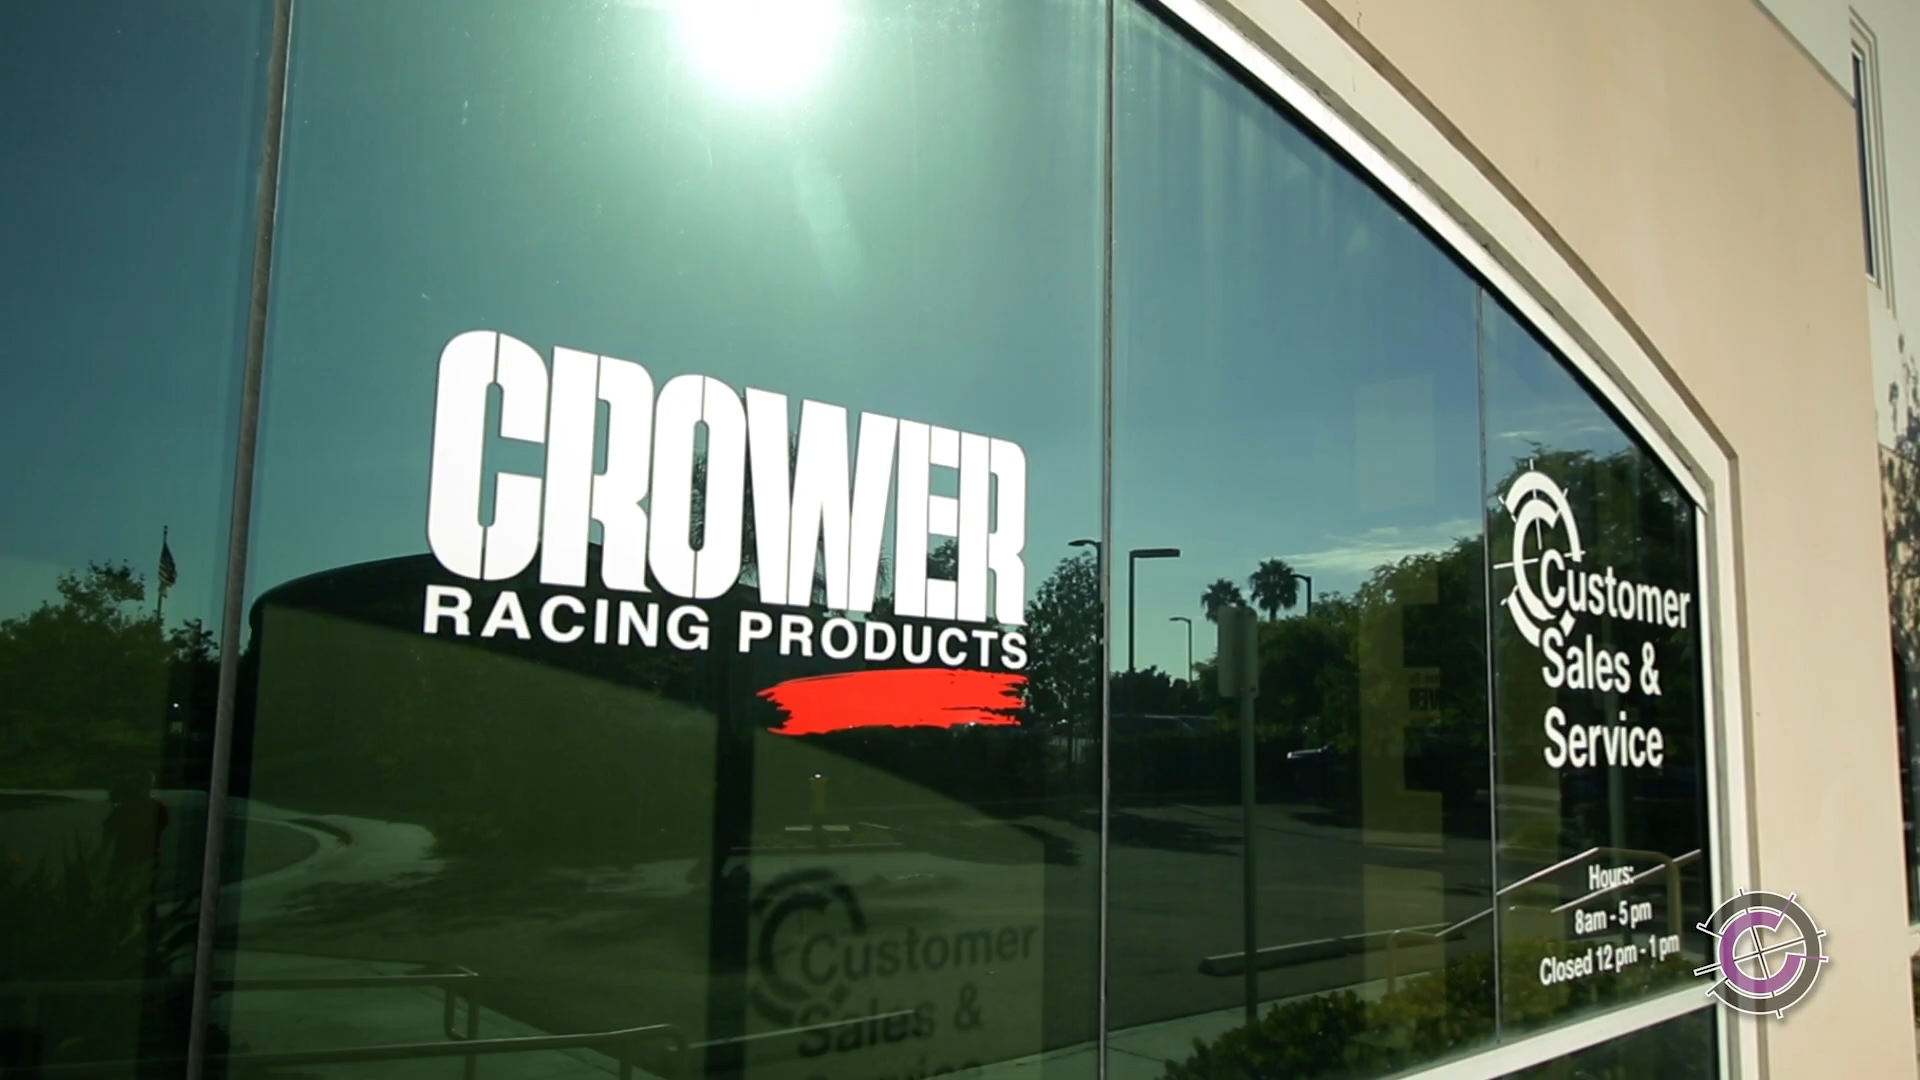 CROWER
RACING PRODUCTS
Customer
Sales &
Service
Hours:
8am - 5 pm
Closed 12 pm - 1 pm
Customer
Sales &